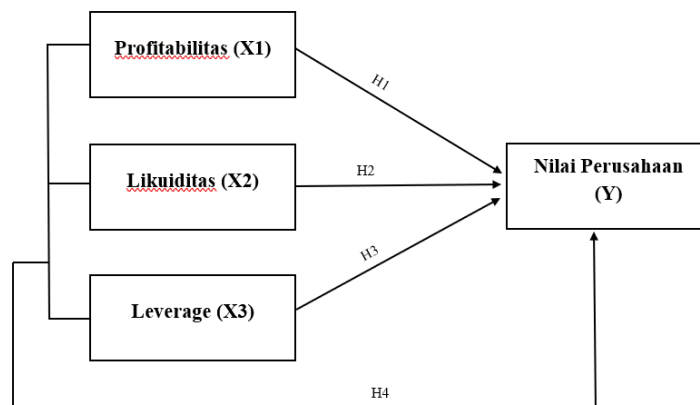 Profitabilitas (X1)
H1
Likuiditas (X2)
H2
Nilai Perusahaan
(Y)
H3
Leverage (X3)
H4